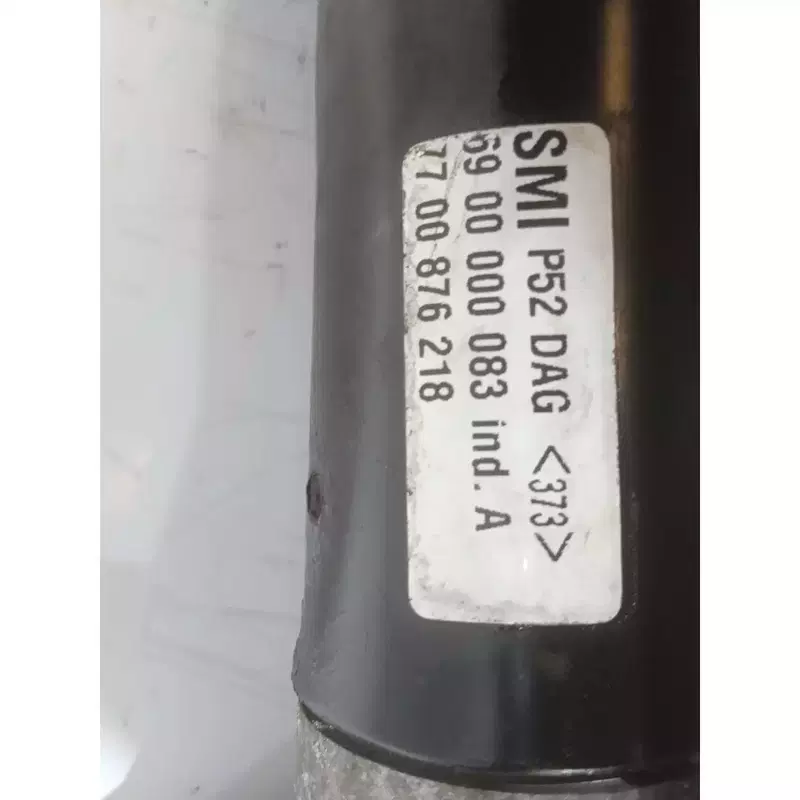 SMI P52 DAG <373>
69 00 000 083 ind. A
77 00 876 218